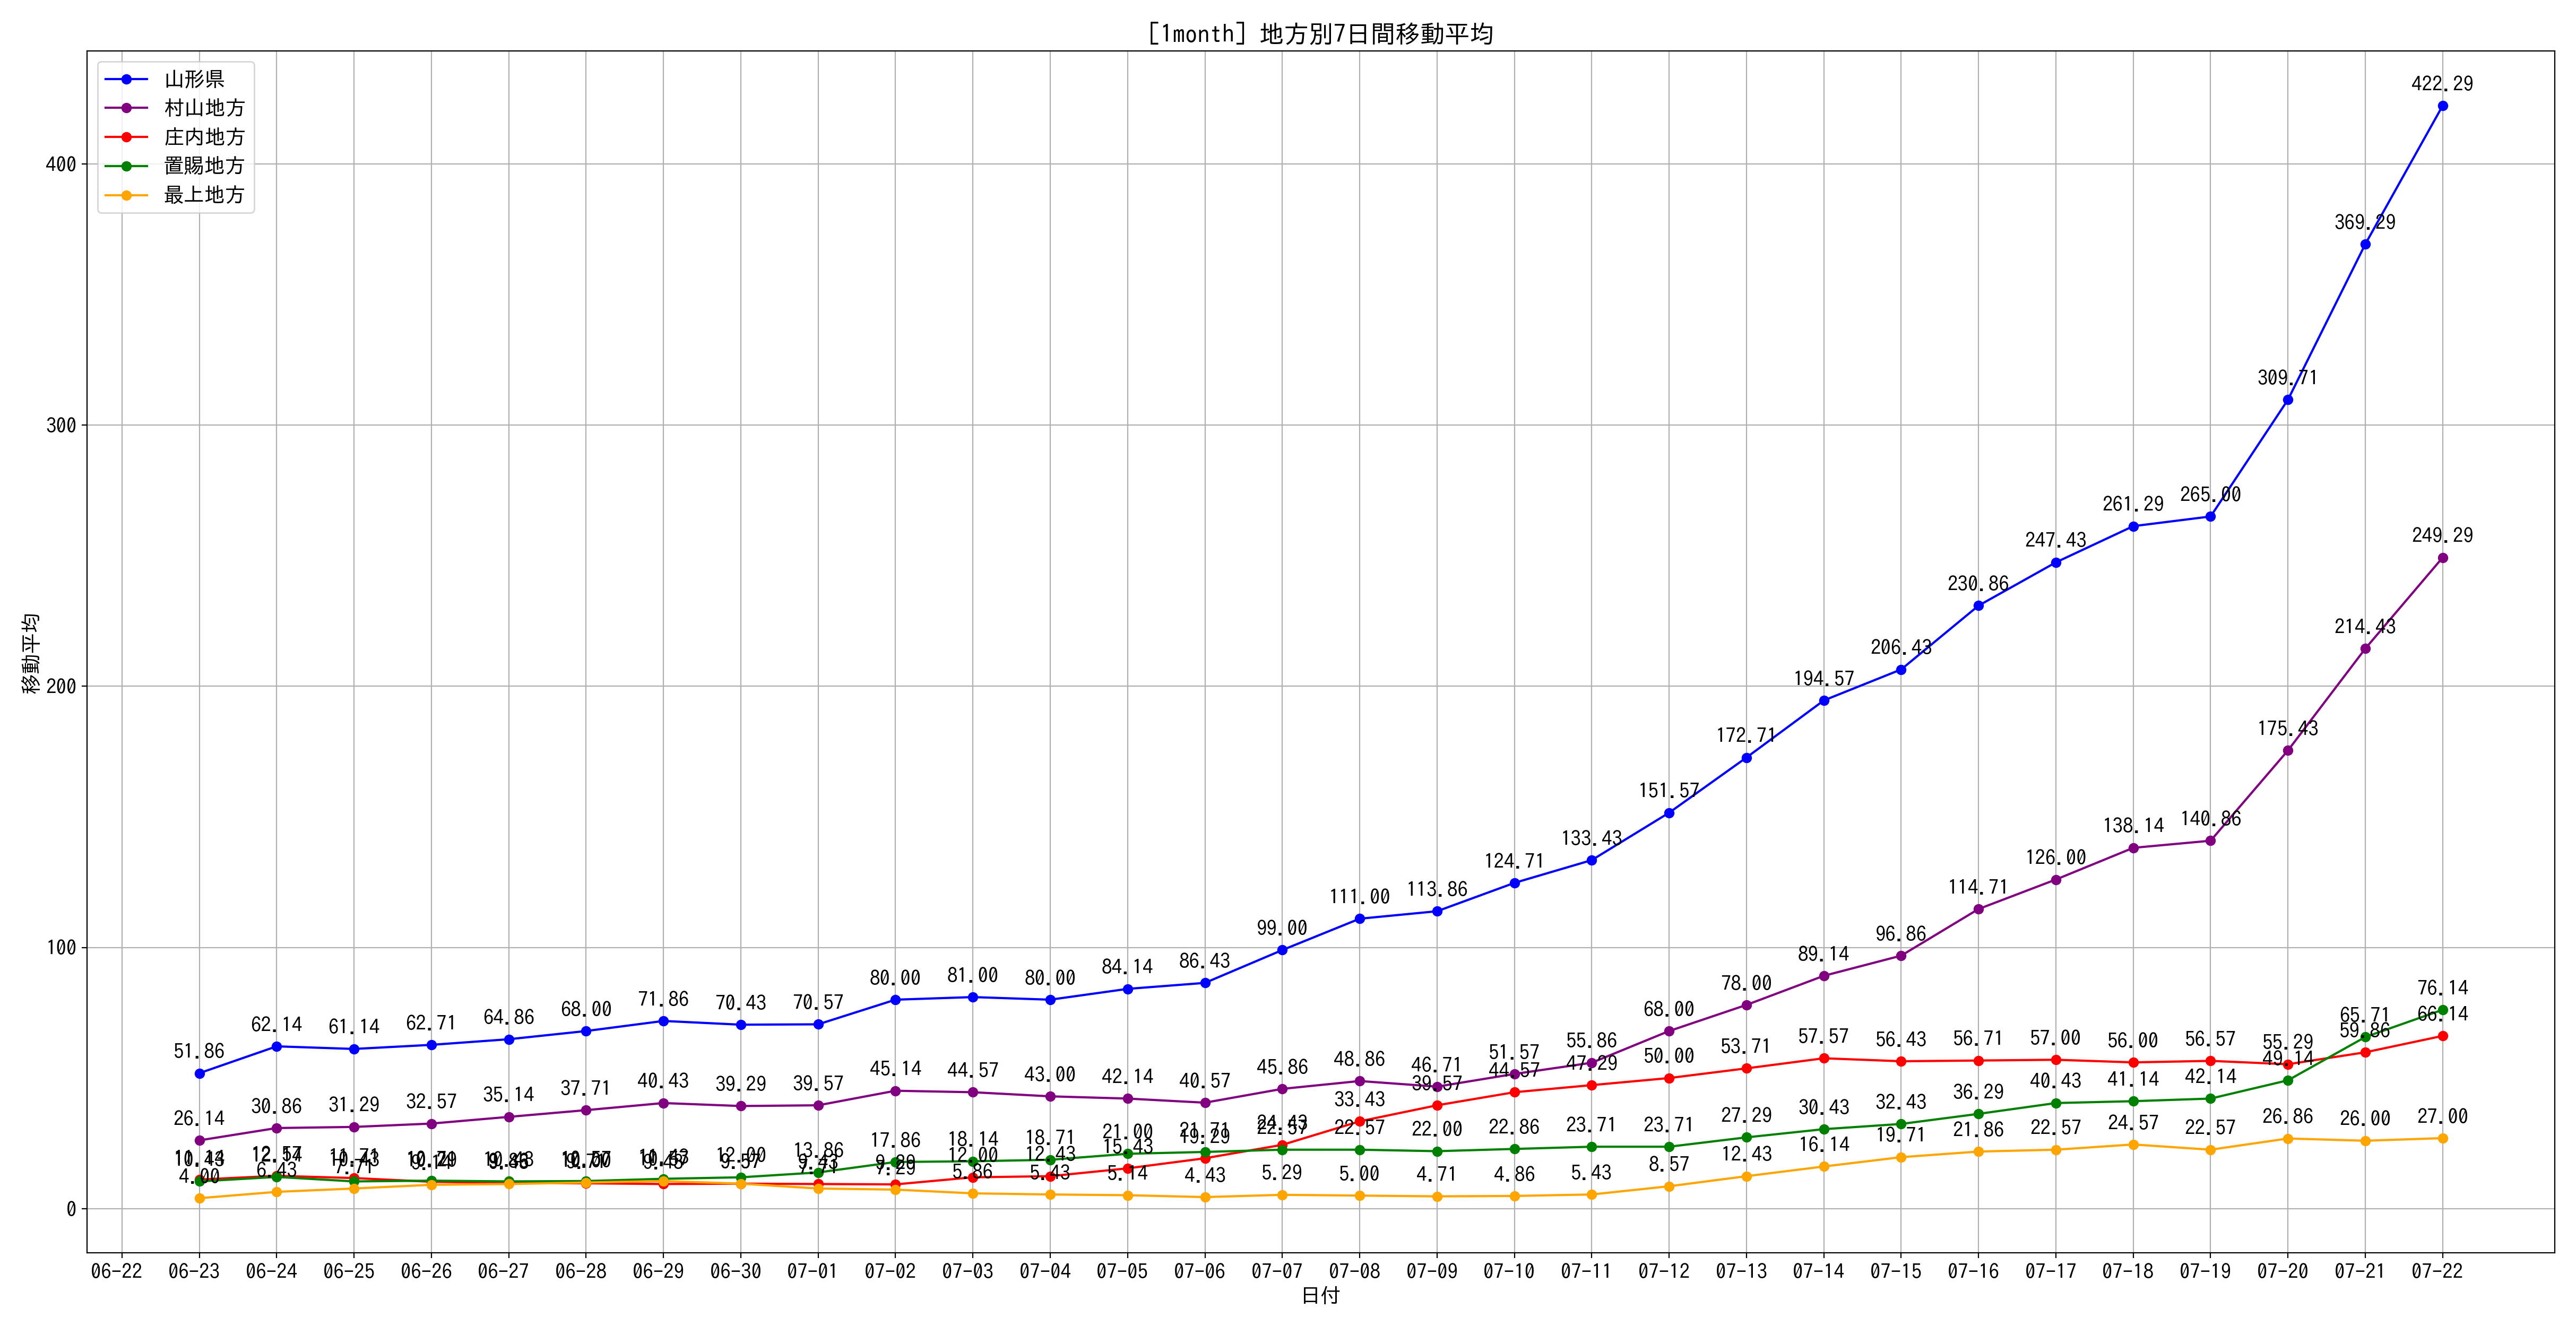 [1month] 地方別7日間移動平均
山形県
村山地方
庄内地方
置賜地方
最上地方
移動平均
400
300
200
100
0
51.86 62.14 61.14 62.71 64.86 68.00 71.86 70.43 70.57 80.00 81.00 80.00 84.14 86.43 99.00 111.00 113.86 124.71 133.43 151.57 172.71 194.57 206.43 230.86 247.43 261.29 265.00 309.71 369.29 422.29
26.14 30.86 31.29 32.57 35.14 37.71 40.43 39.29 39.57 45.14 44.57 43.00 42.14 40.57 45.86 48.86 46.71 51.57 55.86 68.00 78.00 89.14 96.86 114.71 126.00 138.14 140.86 175.43 214.43 249.29
12.00 12.43 15.43 19.29 24.43 33.43 39.57 44.57 47.29 50.00 53.71 57.57 56.43 56.71 57.00 56.00 56.57 55.29 59.86 66.14
12.00 13.86 17.86 18.14 18.71 21.00 21.71 22.57 22.57 22.00 22.86 23.71 23.71 27.29 30.43 32.43 36.29 40.43 41.14 42.14 49.14 65.71 76.14
4.00 6.43 7.71 7.29 5.86 5.43 5.14 4.43 5.29 5.00 4.71 4.86 5.43 8.57 12.43 16.14 19.71 21.86 22.57 24.57 22.57 26.86 26.00 27.00
06-22 06-23 06-24 06-25 06-26 06-27 06-28 06-29 06-30 07-01 07-02 07-03 07-04 07-05 07-06 07-07 07-08 07-09 07-10 07-11 07-12 07-13 07-14 07-15 07-16 07-17 07-18 07-19 07-20 07-21 07-22
日付